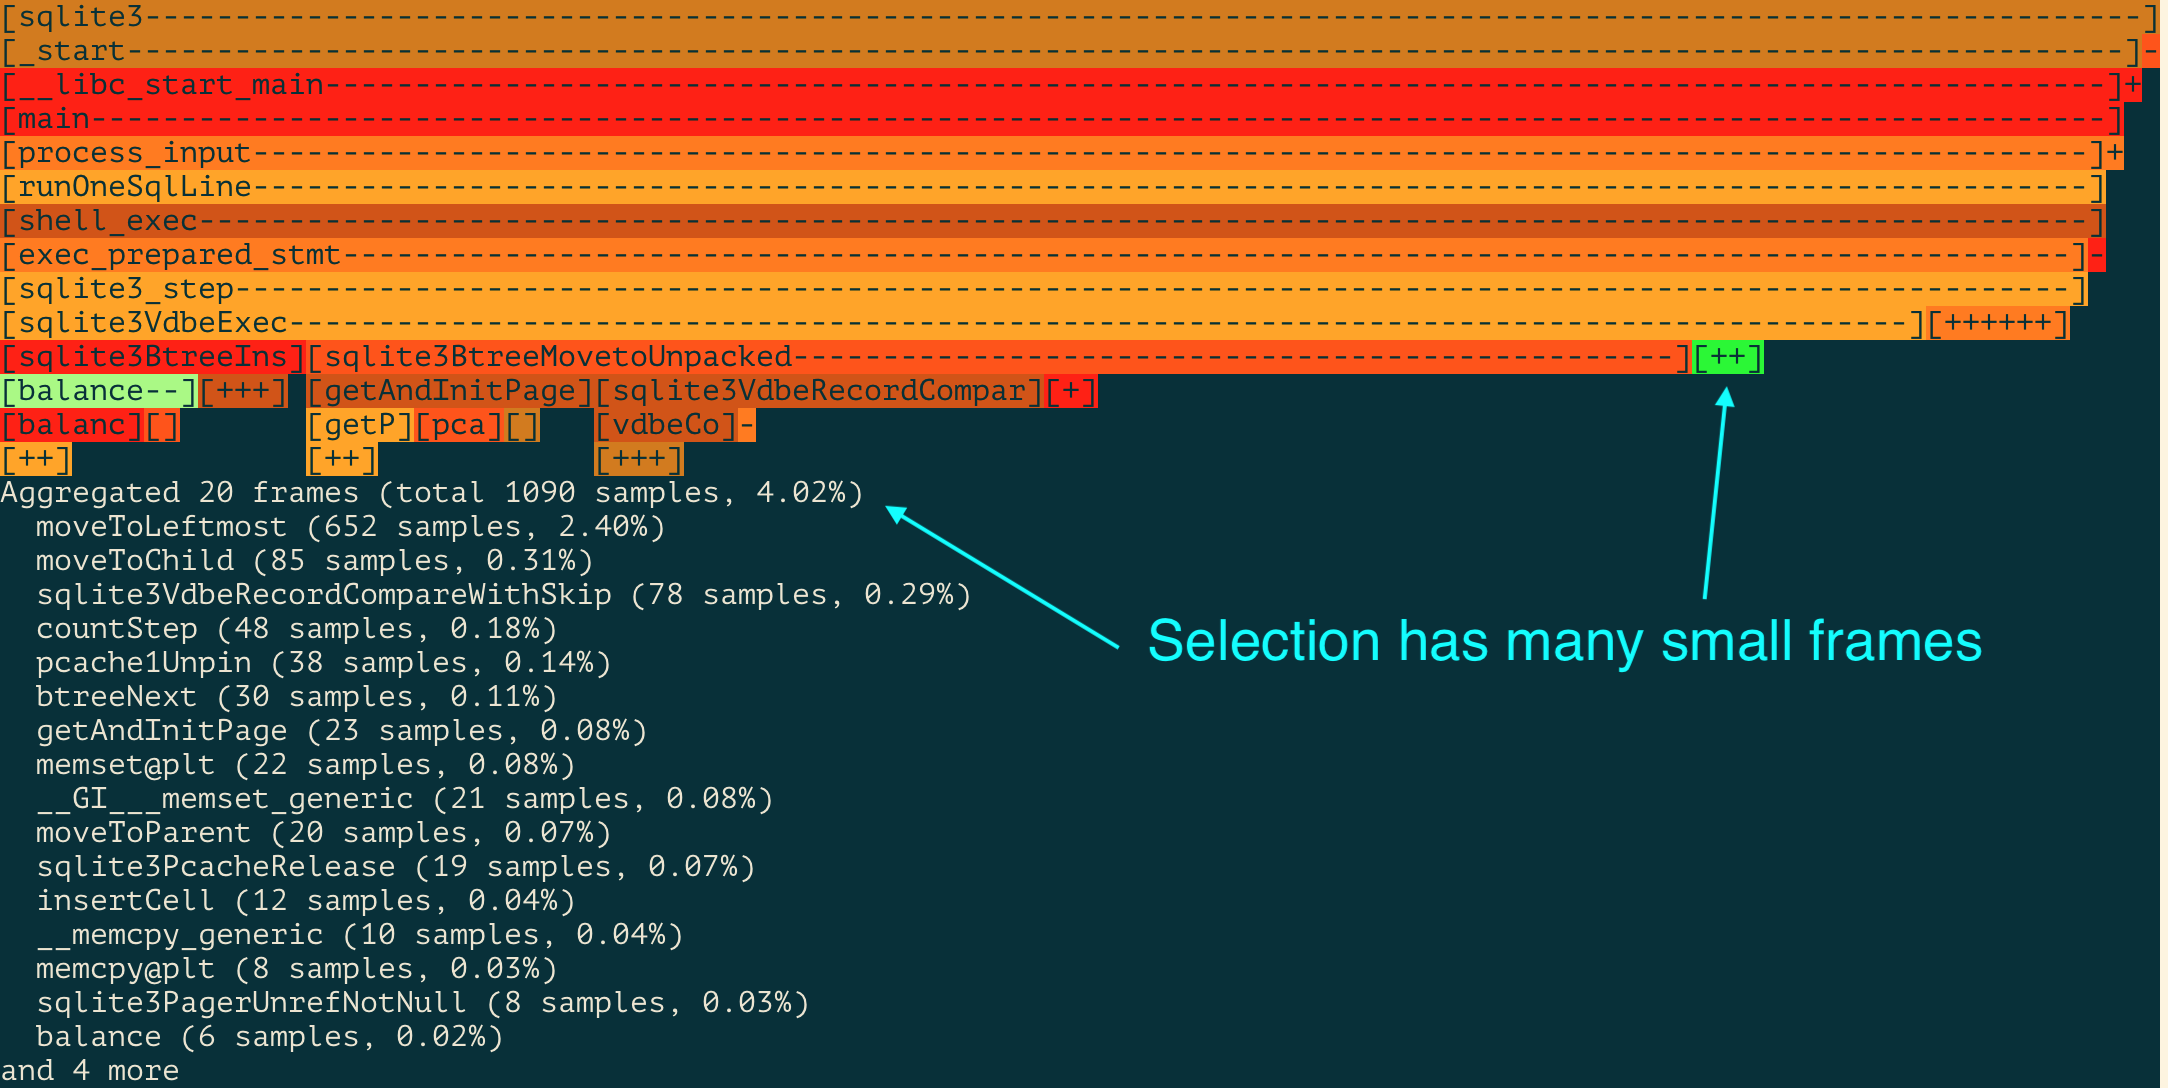 [sqlite3---------------------------------------------------------------------------------------------------------------]
[_start---------------------------------------------------------------------------------------------------------------]-
[__libc_start_main---------------------------------------------------------------------------------------------------]+
[main----------------------------------------------------------------------------------------------------------------]
[process_input------------------------------------------------------------------------------------------------------]+
[runOneSqlLine------------------------------------------------------------------------------------------------------]
[shell_exec---------------------------------------------------------------------------------------------------------]
[exec_prepared_stmt------------------------------------------------------------------------------------------------]-
[sqlite3_step------------------------------------------------------------------------------------------------------]
[sqlite3VdbeExec------------------------------------------------------------------------------------------][++++++]
[sqlite3BtreeIns][sqlite3BtreeMovetoUnpacked-------------------------------------------------][++]
[balance--][+++] [getAndInitPage][sqlite3VdbeRecordCompar][+]
[balanc][]       [getP][pca][]   [vdbeCo]-
[++]             [++]            [+++]
Aggregated 20 frames (total 1090 samples, 4.02%)
  moveToLeftmost (652 samples, 2.40%)
  moveToChild (85 samples, 0.31%)
  sqlite3VdbeRecordCompareWithSkip (78 samples, 0.29%)
  countStep (48 samples, 0.18%)
Selection has many small frames
  pcache1Unpin (38 samples, 0.14%)
  btreeNext (30 samples, 0.11%)
  getAndInitPage (23 samples, 0.08%)
  memset@plt (22 samples, 0.08%)
  __GI___memset_generic (21 samples, 0.08%)
  moveToParent (20 samples, 0.07%)
  sqlite3PcacheRelease (19 samples, 0.07%)
  insertCell (12 samples, 0.04%)
  __memcpy_generic (10 samples, 0.04%)
  memcpy@plt (8 samples, 0.03%)
  sqlite3PagerUnrefNotNull (8 samples, 0.03%)
  balance (6 samples, 0.02%)
and 4 more